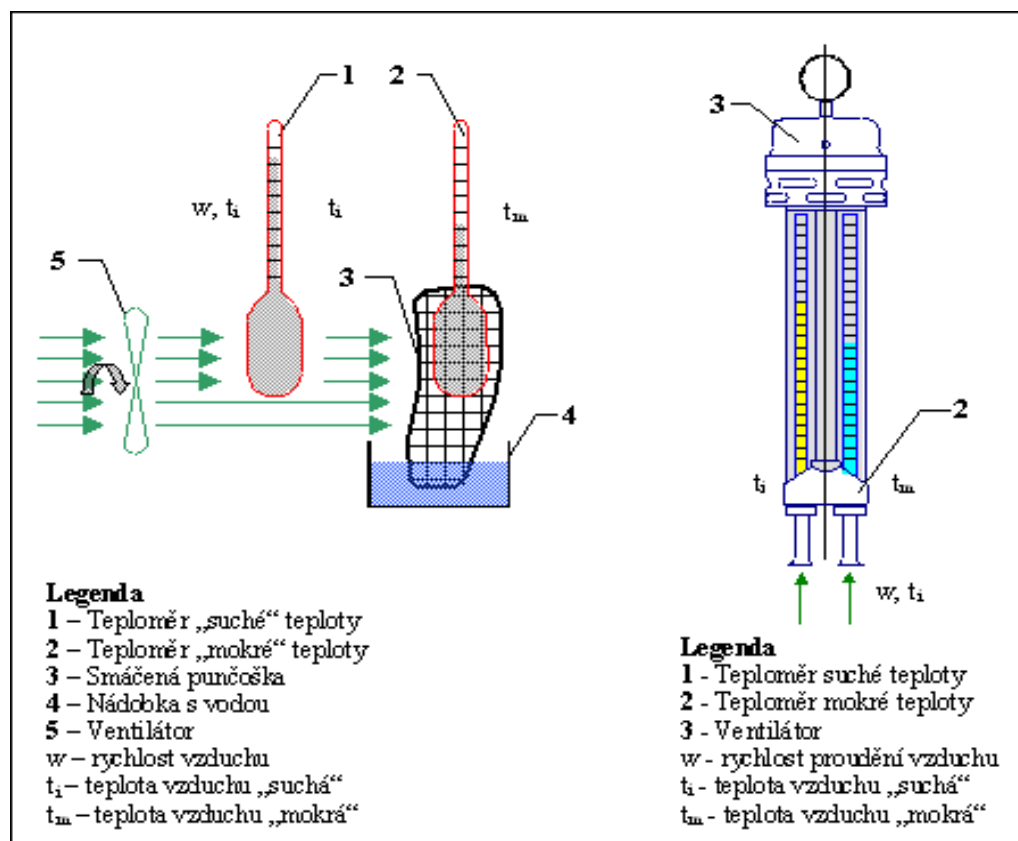 1 2
3
w, tᵢ tᵢ tₘ
5
3
4
2
tᵢ tₘ
w, tᵢ
Legenda
1 – Teploměr „suché“ teploty
2 – Teploměr „mokré“ teploty
3 – Smáčená punčoška
4 – Nádobka s vodou
5 – Ventilátor
w – rychlost vzduchu
tᵢ – teplota vzduchu „suchá“
tₘ – teplota vzduchu „mokrá“
Legenda
1 - Teploměr suché teploty
2 - Teploměr mokré teploty
3 - Ventilátor
w - rychlost proudění vzduchu
tᵢ - teplota vzduchu „suchá“
tₘ - teplota vzduchu „mokrá“